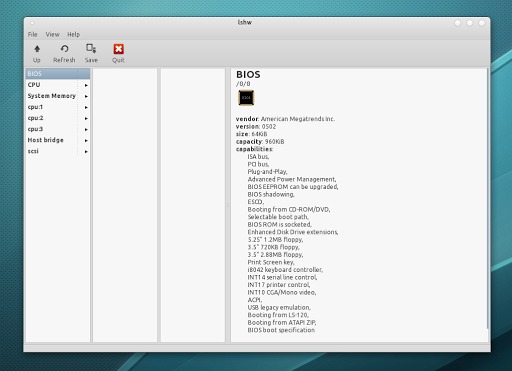 lshw
File View Help
Up Refresh Save Quit
BIOS
CPU
System Memory
cpu:1
cpu:2
cpu:3
Host bridge
scsi
BIOS
/0/0
BIOS
vendor: American Megatrends Inc.
version: 0502
size: 64KiB
capacity: 960KiB
capabilities:
ISA bus,
PCI bus,
Plug-and-Play,
Advanced Power Management,
BIOS EEPROM can be upgraded,
BIOS shadowing,
ESCD,
Booting from CD-ROM/DVD,
Selectable boot path,
BIOS ROM is socketed,
Enhanced Disk Drive extensions,
5.25" 1.2MB floppy,
3.5" 720KB floppy,
3.5" 2.88MB floppy,
Print Screen key,
i8042 keyboard controller,
INT14 serial line control,
INT17 printer control,
INT10 CGA/Mono video,
ACPI,
USB legacy emulation,
Booting from LS-120,
Booting from ATAPI ZIP,
BIOS boot specification